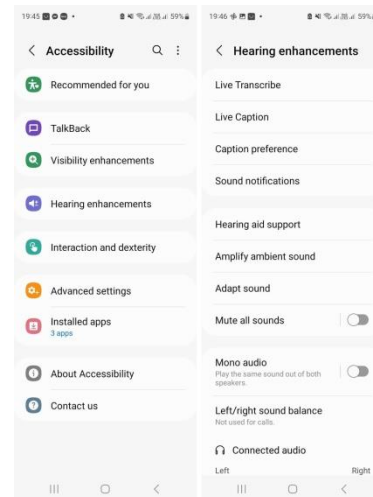 19:45
59%
Accessibility
Recommended for you
TalkBack
Visibility enhancements
Hearing enhancements
Interaction and dexterity
Advanced settings
Installed apps
3 apps
About Accessibility
Contact us
19:46
59%
Hearing enhancements
Live Transcribe
Live Caption
Caption preference
Sound notifications
Hearing aid support
Amplify ambient sound
Adapt sound
Mute all sounds
Mono audio
Play the same sound out of both
speakers.
Left/right sound balance
Not used for calls.
Connected audio
Left
Right